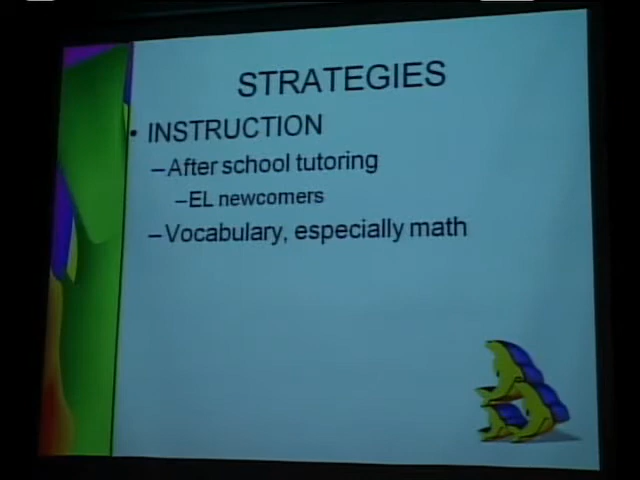 STRATEGIES
• INSTRUCTION
–After school tutoring
–EL newcomers
–Vocabulary, especially math